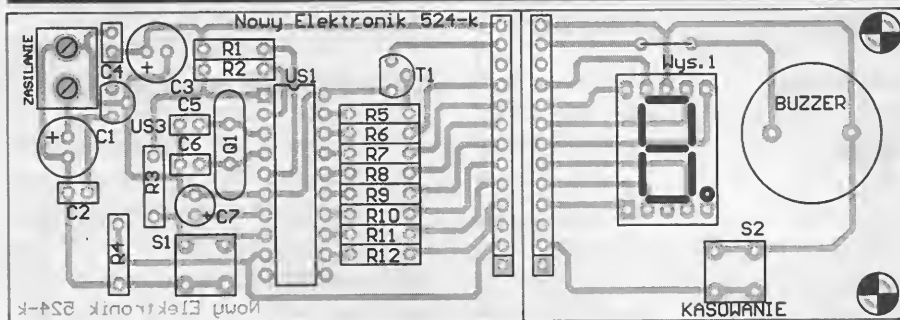 Nowy Elektronik 524-k
ZASILANIE
C4
C3
R1
R2
US1
T1
Wys.1
BUZZER
C1
US3
C5
C6
Q1
R3
C7
C2
R4
S1
R5
R6
R7
R8
R9
R10
R11
R12
S2
KASOWANIE
Nowy Elektronik 524-k